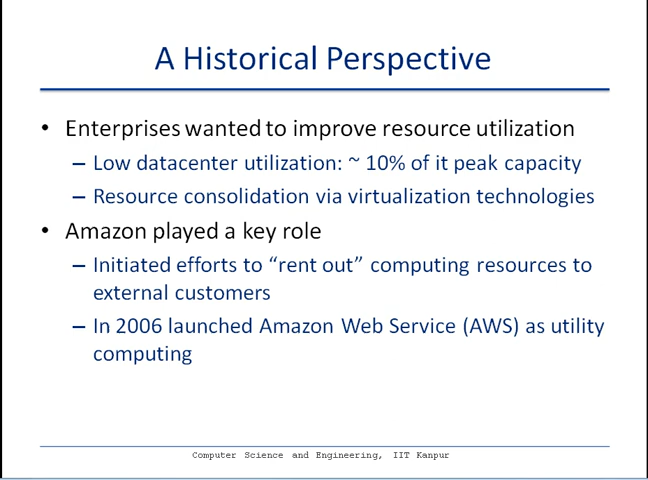 A Historical Perspective
• Enterprises wanted to improve resource utilization
– Low datacenter utilization: ~ 10% of it peak capacity
– Resource consolidation via virtualization technologies
• Amazon played a key role
– Initiated efforts to “rent out” computing resources to
external customers
– In 2006 launched Amazon Web Service (AWS) as utility
computing
Computer Science and Engineering, IIT Kanpur